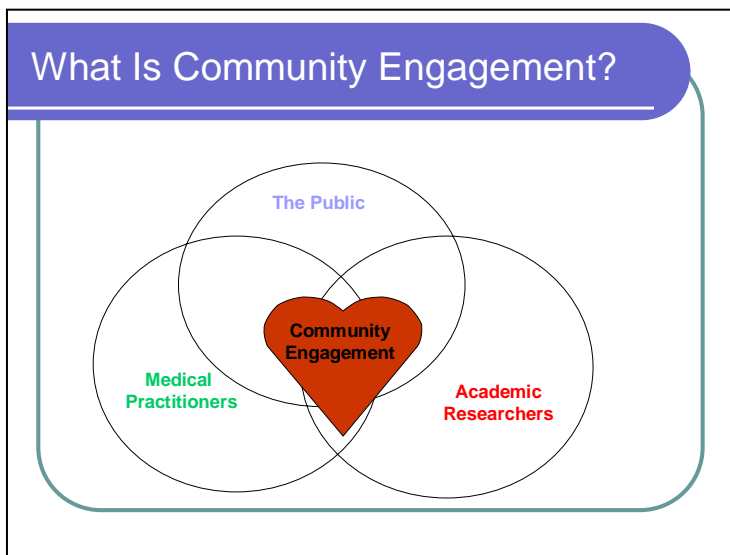 What Is Community Engagement?
The Public
Community
Engagement
Medical
Practitioners
Academic
Researchers